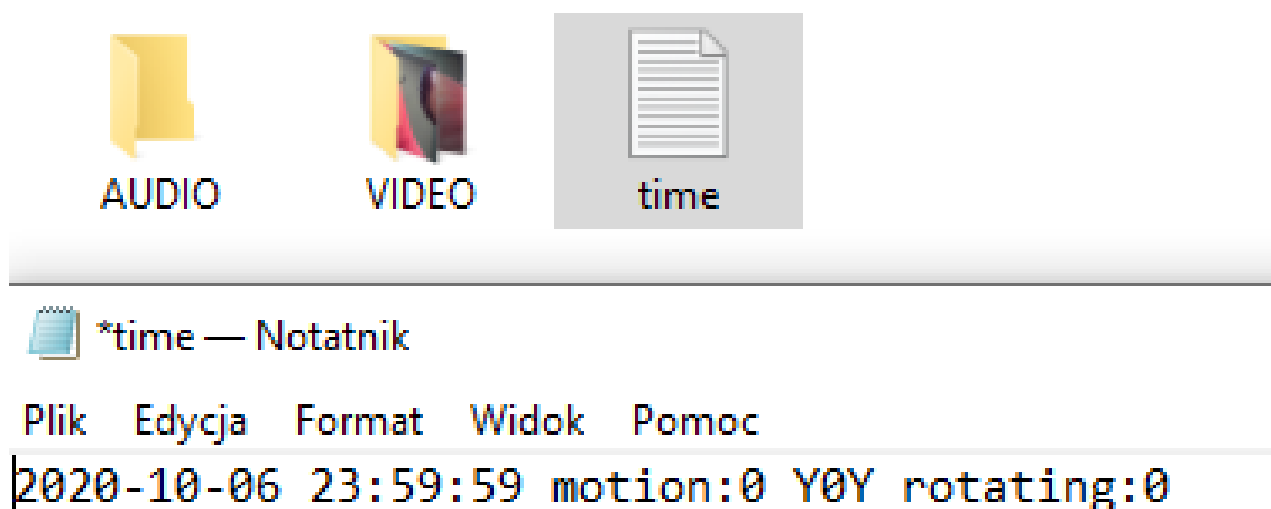 AUDIO VIDEO time
*time — Notatnik
Plik Edycja Format Widok Pomoc
2020-10-06 23:59:59 motion:0 Y0Y rotating:0